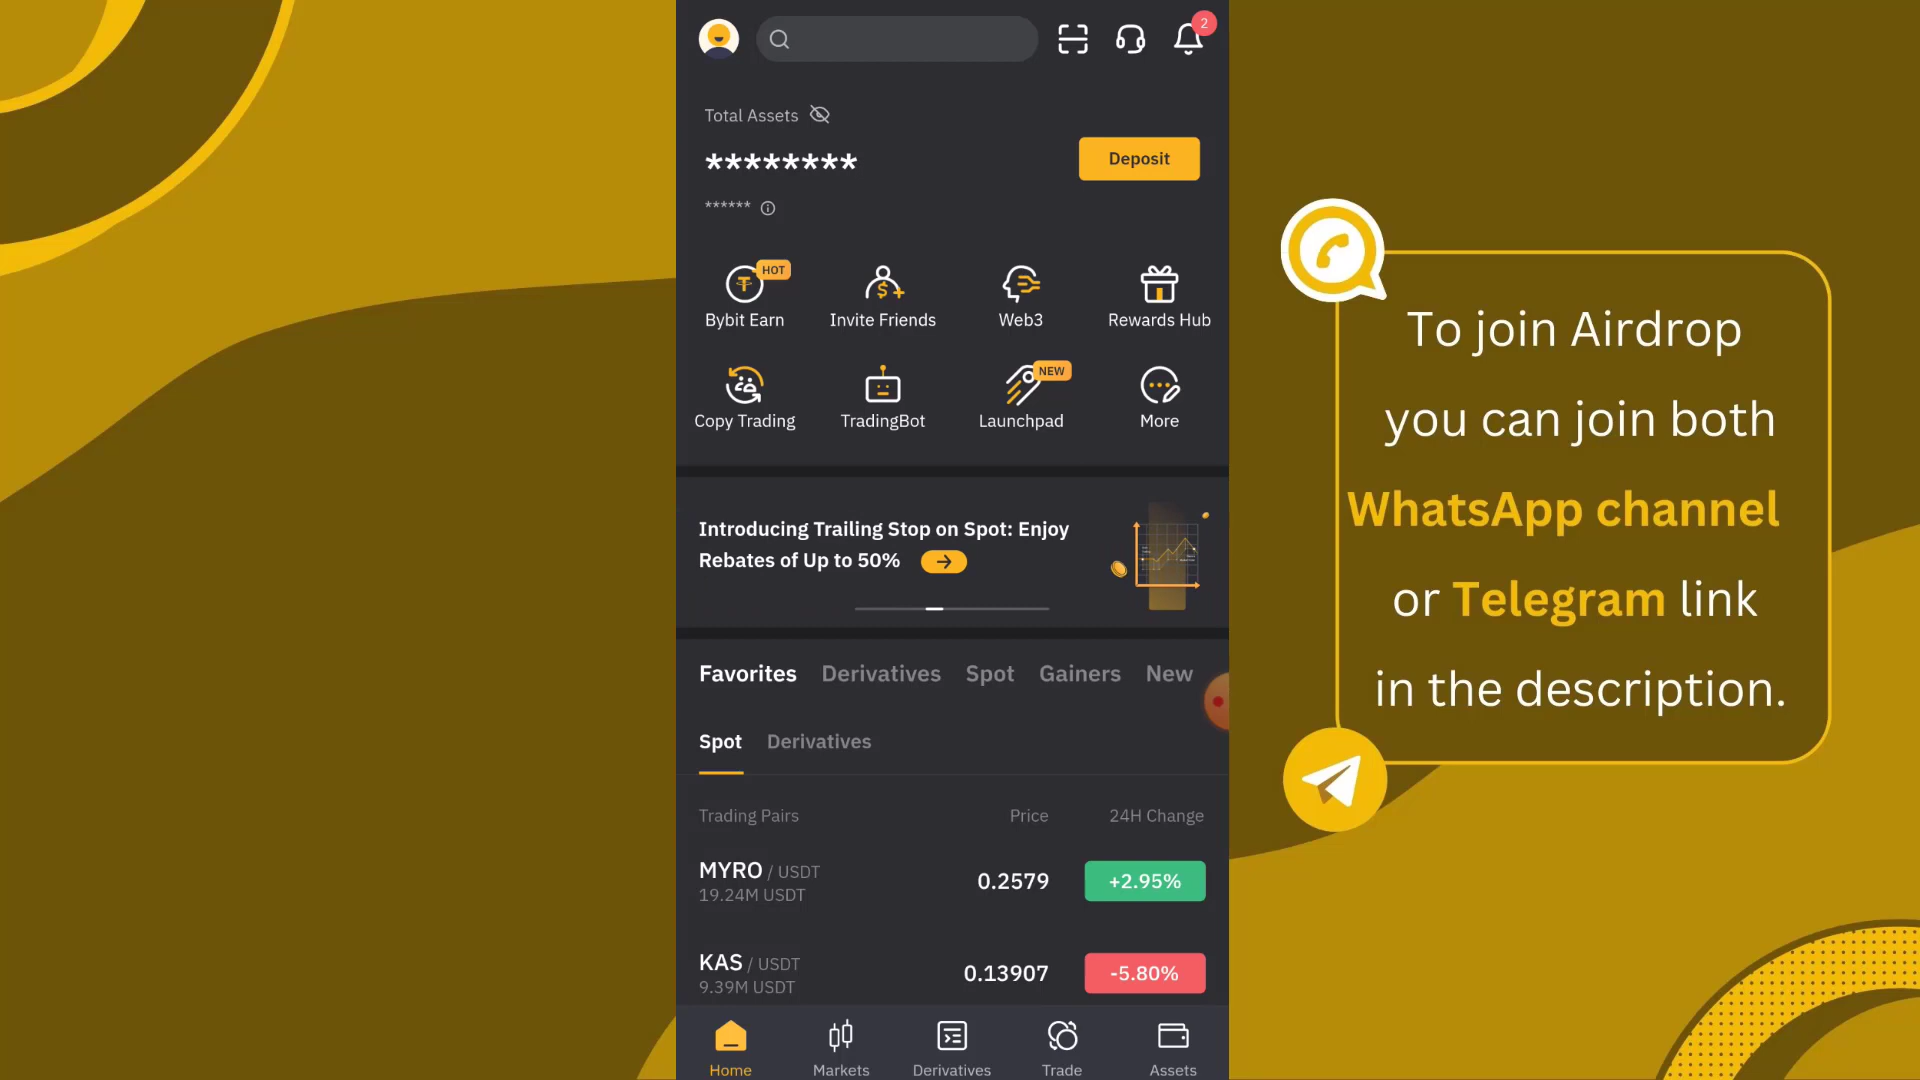 2
Total Assets
********
Deposit
******
HOT
Bybit Earn
Invite Friends
Web3
Rewards Hub
NEW
Copy Trading
TradingBot
Launchpad
More
Introducing Trailing Stop on Spot: Enjoy
Rebates of Up to 50%
Favorites Derivatives Spot Gainers New
Spot Derivatives
Trading Pairs Price 24H Change
MYRO / USDT 0.2579 +2.95%
19.24M USDT
KAS / USDT 0.13907 -5.80%
9.39M USDT
Home Markets Derivatives Trade Assets
To join Airdrop
you can join both
WhatsApp channel
or Telegram link
in the description.